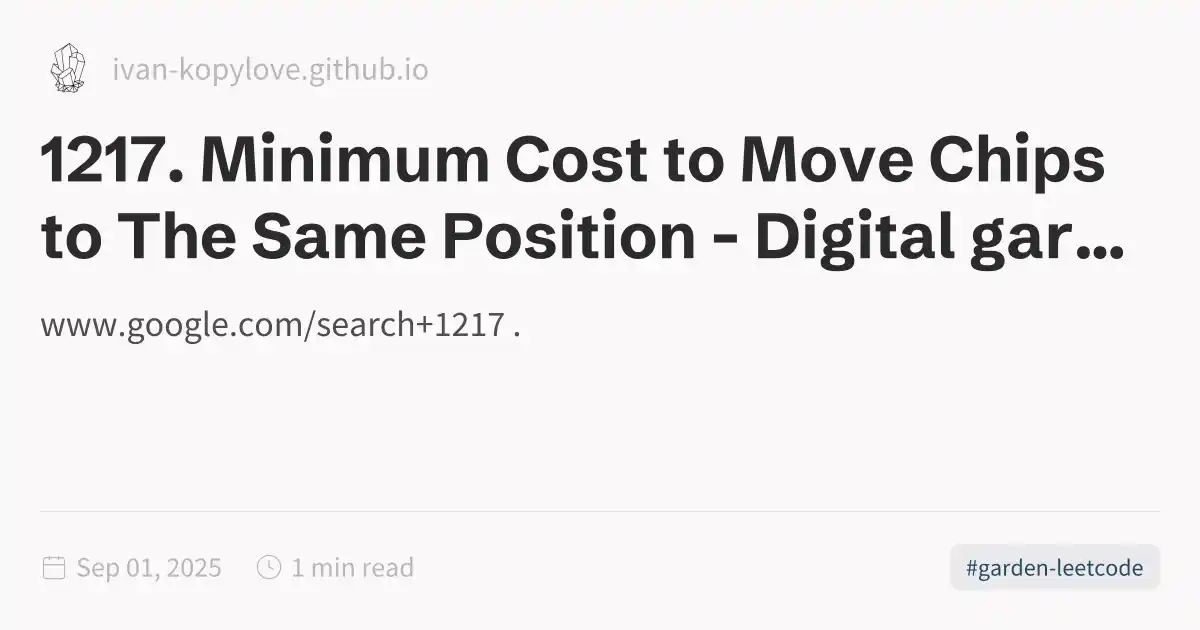 ivan-kopylove.github.io
1217. Minimum Cost to Move Chips
to The Same Position - Digital gar...
www.google.com/search+1217 .
Sep 01, 2025
1 min read
#garden-leetcode